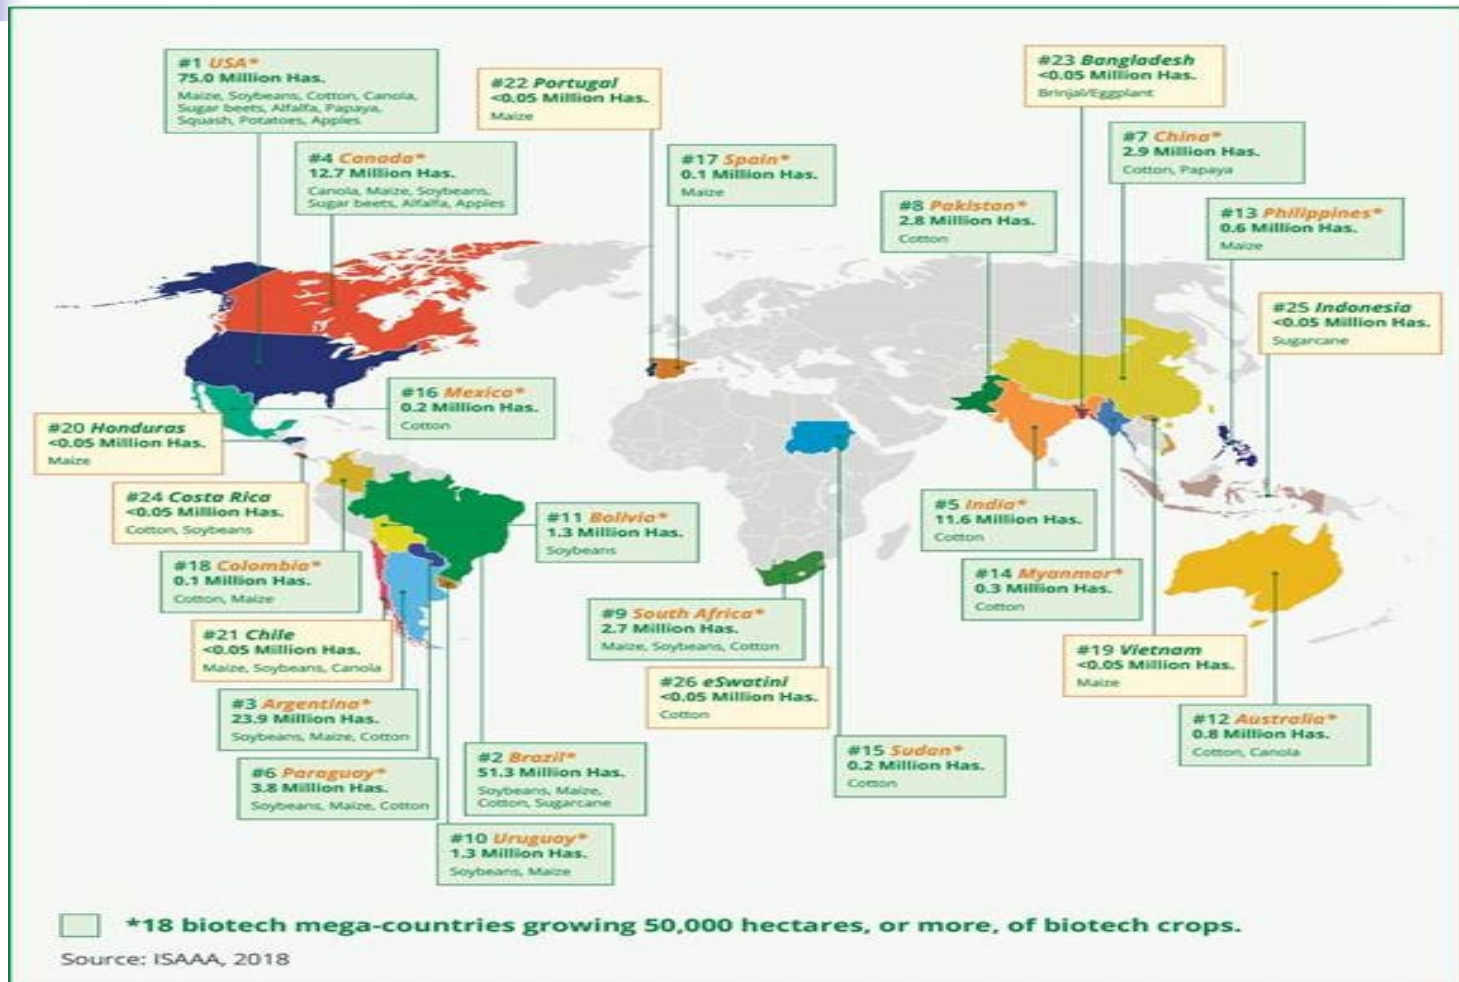 #1 USA*
75.0 Million Has.
Maize, Soybeans, Cotton, Canola,
Sugar beets, Alfalfa, Papaya,
Squash, Potatoes, Apples
#22 Portugal
<0.05 Million Has.
Maize
#23 Bangladesh
<0.05 Million Has.
Brinjal/Eggplant
#4 Canada*
12.7 Million Has.
Canola, Maize, Soybeans,
Sugar beets, Alfalfa, Apples
#17 Spain*
0.1 Million Has.
Maize
#7 China*
2.9 Million Has.
Cotton, Papaya
#8 Pakistan*
2.8 Million Has.
Cotton
#13 Philippines*
0.6 Million Has.
Maize
#25 Indonesia
<0.05 Million Has.
Sugarcane
#16 Mexico*
0.2 Million Has.
Cotton
#20 Honduras
<0.05 Million Has.
Maize
#24 Costa Rica
<0.05 Million Has.
Cotton, Soybeans
#11 Bolivia*
1.3 Million Has.
Soybeans
#5 India*
11.6 Million Has.
Cotton
#18 Colombia*
0.1 Million Has.
Cotton, Maize
#14 Myanmar*
0.3 Million Has.
Cotton
#9 South Africa*
2.7 Million Has.
Maize, Soybeans, Cotton
#21 Chile
<0.05 Million Has.
Maize, Soybeans, Canola
#19 Vietnam
<0.05 Million Has.
Maize
#26 eSwatini
<0.05 Million Has.
Cotton
#3 Argentina*
23.9 Million Has.
Soybeans, Maize, Cotton
#12 Australia*
0.8 Million Has.
Cotton, Canola
#15 Sudan*
0.2 Million Has.
Cotton
#2 Brazil*
51.3 Million Has.
Soybeans, Maize,
Cotton, Sugarcane
#6 Paraguay*
3.8 Million Has.
Soybeans, Maize, Cotton
#10 Uruguay*
1.3 Million Has.
Soybeans, Maize
*18 biotech mega-countries growing 50,000 hectares, or more, of biotech crops.
Source: ISAAA, 2018